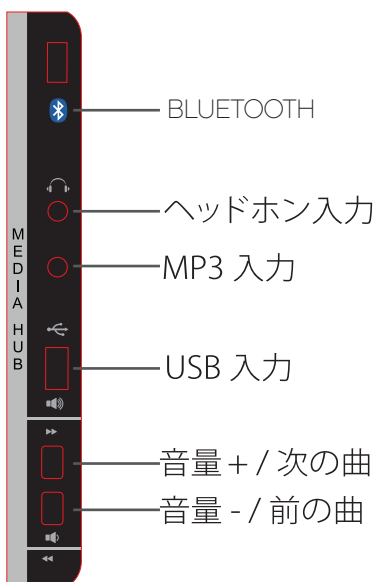 BLUETOOTH
ヘッドホン入力
MP3 入力
MEDIA HUB
USB 入力
音量 + / 次の曲
音量 - / 前の曲